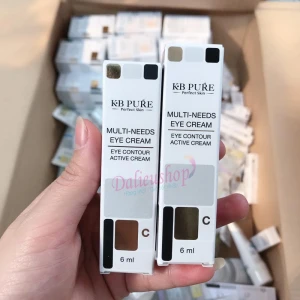 KB PURE
Perfect Skin
MULTI-NEEDS
EYE CREAM
EYE CONTOUR
ACTIVE CREAM
C
6 ml
KB PURE
Perfect Skin
MULTI-NEEDS
EYE CREAM
EYE CONTOUR
ACTIVE CREAM
C
6 ml
Dalieushop